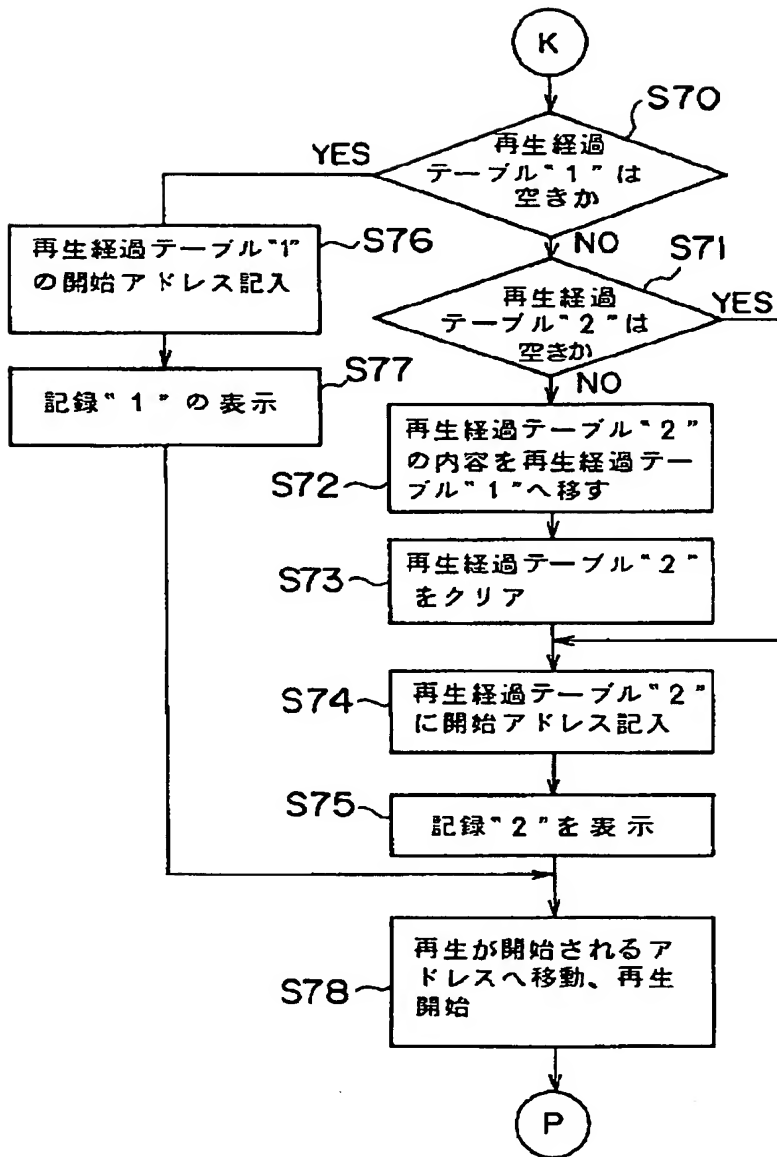 K
S70
再生経過
テーブル“1”は
空きか
YES
NO
S76
再生経過テーブル“1”
の開始アドレス記入
S71
再生経過
テーブル“2”は
空きか
YES
NO
S77
記録“1”の表示
再生経過テーブル“2”
の内容を再生経過テー
ブル“1”へ移す
S72
再生経過テーブル“2”
をクリア
S73
再生経過テーブル“2”
に開始アドレス記入
S74
S75
記録“2”を表示
再生が開始されるア
ドレスへ移動、再生
開始
S78
P